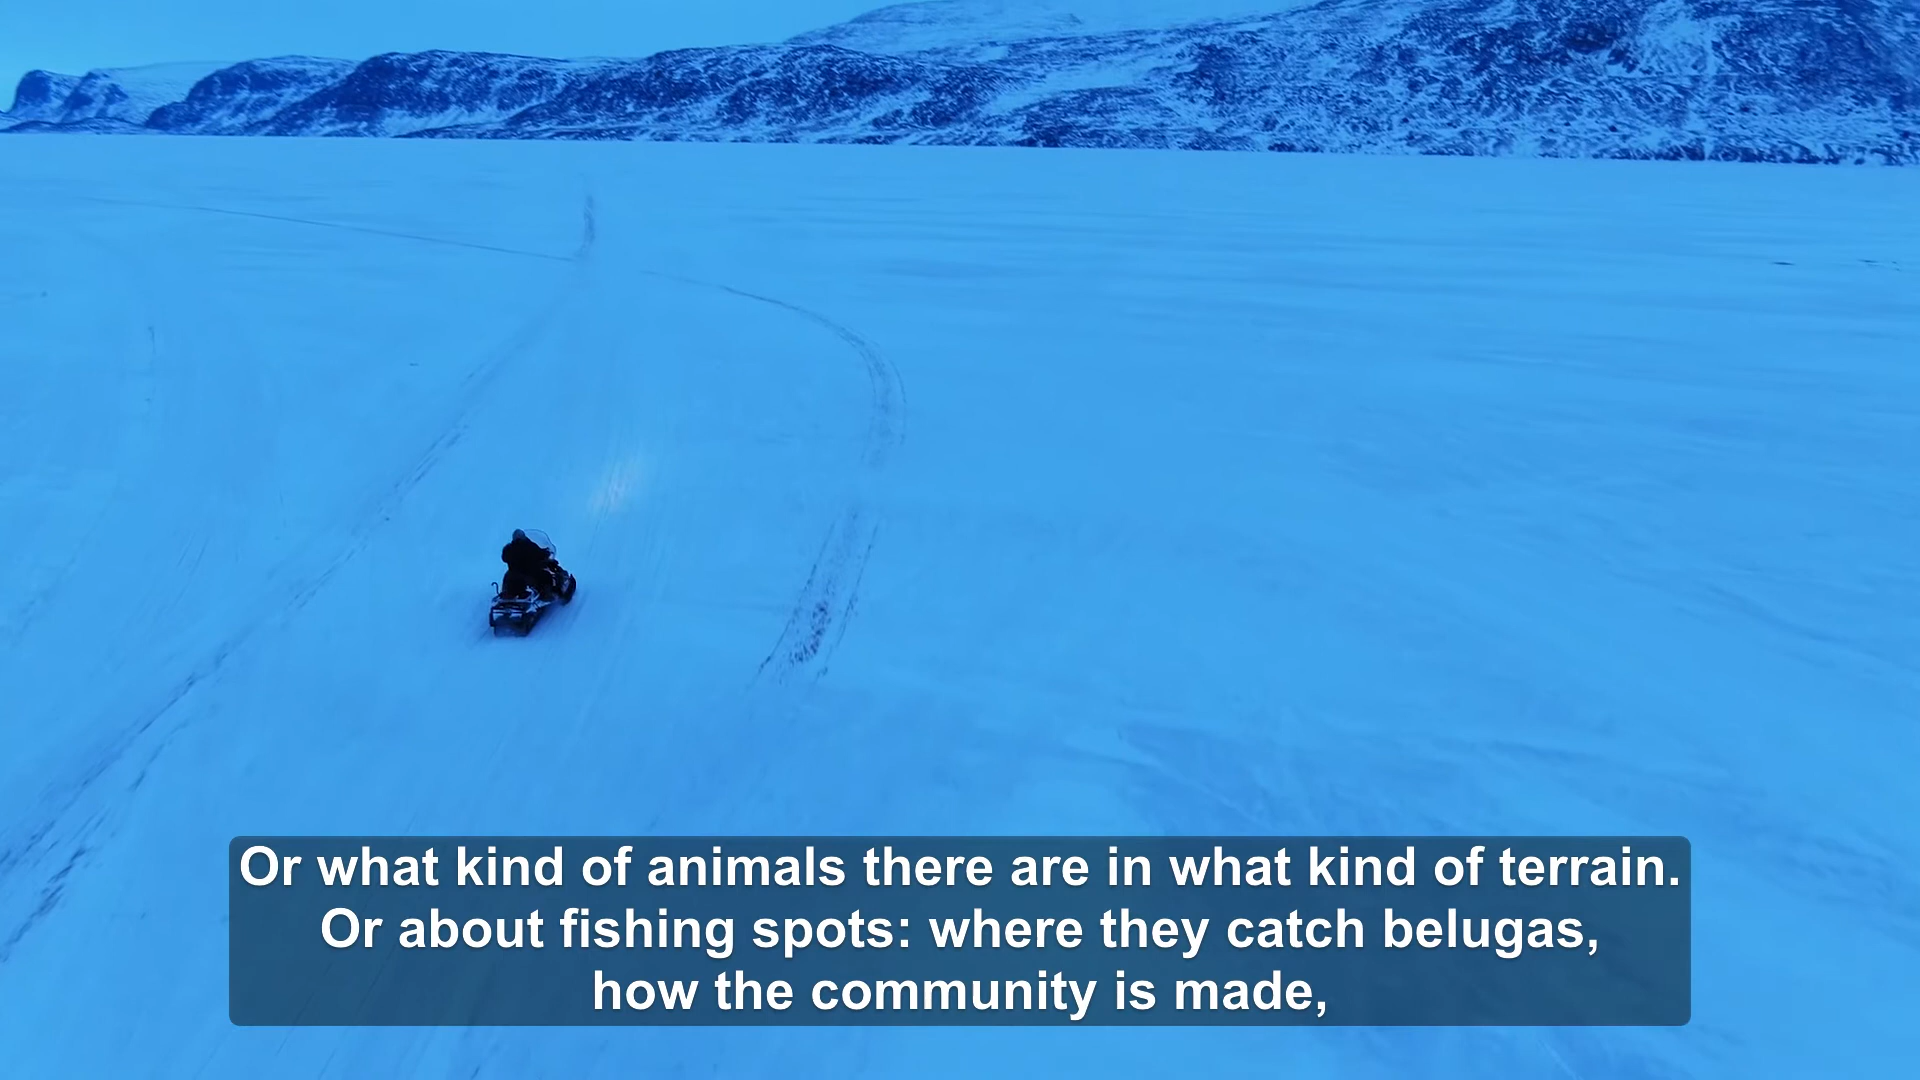 Or what kind of animals there are in what kind of terrain.
Or about fishing spots: where they catch belugas,
how the community is made,